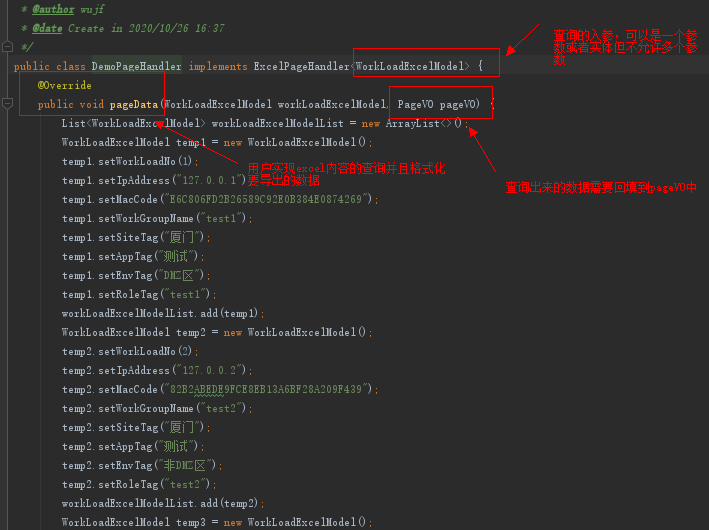 * @author wujf
* @date Create in 2020/10/26 16:37
*/
public class DemoPageHandler implements ExcelPageHandler<WorkLoadExcelModel> {
查询的入参，可以是一个参
数或者实体但不允许多个参
数
@Override
public void pageData(WorkLoadExcelModel workLoadExcelModel, PageVO pageVO) {
List<WorkLoadExcelModel> workLoadExcelModelList = new ArrayList<>();
WorkLoadExcelModel temp1 = new WorkLoadExcelModel();
temp1.setWorkLoadNo(1);
用户实现excel内容的查询并且格式化
要导出的数据
查询出来的数据需要回填到pageVO中
temp1.setIpAddress("127.0.0.1");
temp1.setMacCode("E6C806FD2B26589C92E0B384E0874269");
temp1.setWorkGroupName("test1");
temp1.setSiteTag("厦门");
temp1.setAppTag("测试");
temp1.setEnvTag("DMZ区");
temp1.setRoleTag("test1");
workLoadExcelModelList.add(temp1);
WorkLoadExcelModel temp2 = new WorkLoadExcelModel();
temp2.setWorkLoadNo(2);
temp2.setIpAddress("127.0.0.2");
temp2.setMacCode("82B2ABEDE9FCE8EB13A6BF28A209F439");
temp2.setWorkGroupName("test2");
temp2.setSiteTag("厦门");
temp2.setAppTag("测试");
temp2.setEnvTag("非DMZ区");
temp2.setRoleTag("test2");
workLoadExcelModelList.add(temp2);
WorkLoadExcelModel temp3 = new WorkLoadExcelModel();